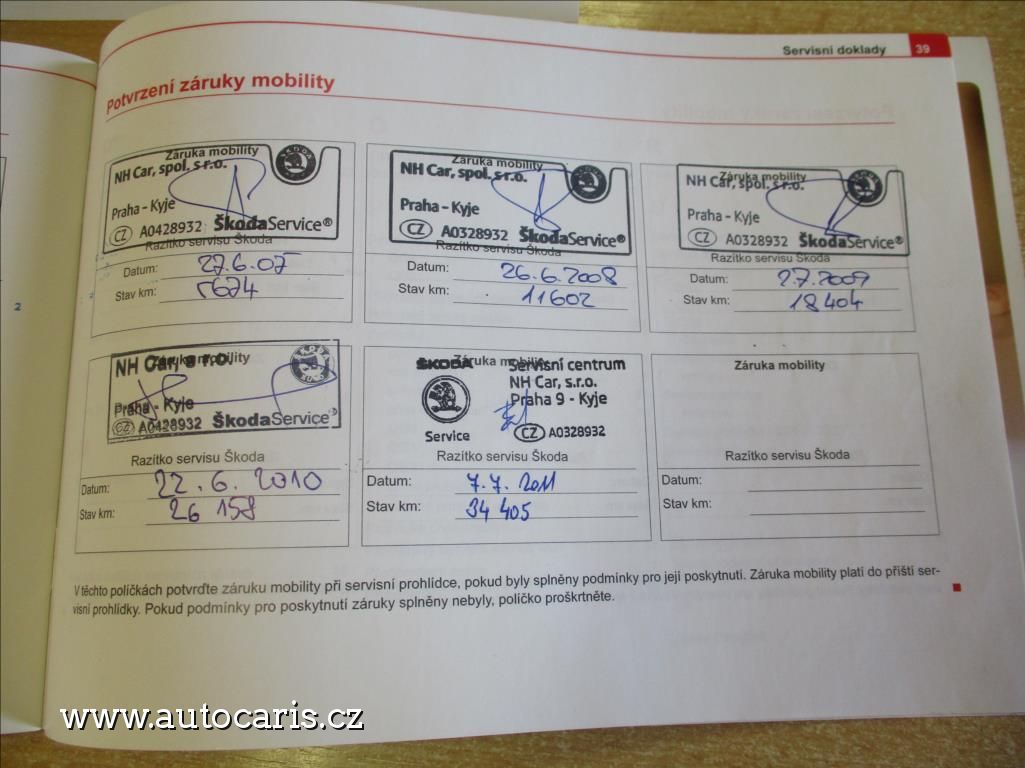 Servisní doklady 39
Potvrzení záruky mobility
Záruka mobility
NH Car, spol. s r.o.
Praha - Kyje
CZ A0428932 ŠkodaService®
Razítko servisu Škoda
Datum: 27.6.07
Stav km:
Záruka mobility
NH Car, spol. s r.o.
Praha - Kyje
CZ A0328932 ŠkodaService®
Razítko servisu Škoda
Datum: 26.6.2008
Stav km: 11602
Záruka mobility
NH Car, spol. s r.o.
Praha - Kyje
CZ A0328932 ŠkodaService®
Razítko servisu Škoda
Datum: 2.7.2009
Stav km: 18404
Záruka mobility
NH Car, s r.o.
Praha - Kyje
CZ A0428932 ŠkodaService®
Razítko servisu Škoda
Datum: 22.6.2010
Stav km: 26 158
Záruka mobility
ŠKODA Servisní centrum
NH Car, s.r.o.
Praha 9 - Kyje
Service CZ A0328932
Razítko servisu Škoda
Datum: 7.7.2011
Stav km: 34 405
Záruka mobility
Razítko servisu Škoda
Datum:
Stav km:
V těchto políčkách potvrďte záruku mobility při servisní prohlídce, pokud byly splněny podmínky pro její poskytnutí. Záruka mobility platí do příští ser-
visní prohlídky. Pokud podmínky pro poskytnutí záruky splněny nebyly, políčko proškrtněte.
2
www.autocaris.cz